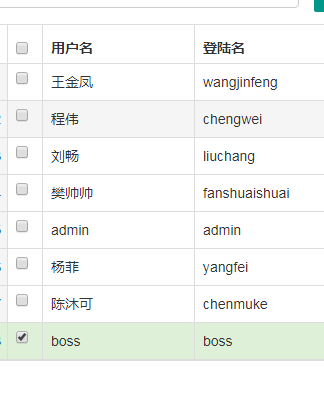 用户名 登陆名
王金凤 wangjinfeng
程伟 chengwei
刘畅 liuchang
樊帅帅 fanshuaishuai
admin admin
杨菲 yangfei
陈沐可 chenmuke
boss boss